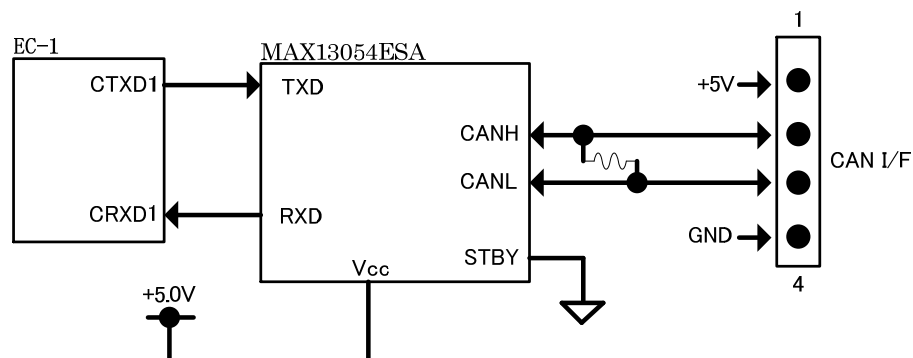 EC-1
MAX13054ESA
1
CTXD1
TXD
+5V
CANH
CAN I/F
CANL
CRXD1
RXD
GND
STBY
Vcc
4
+5.0V